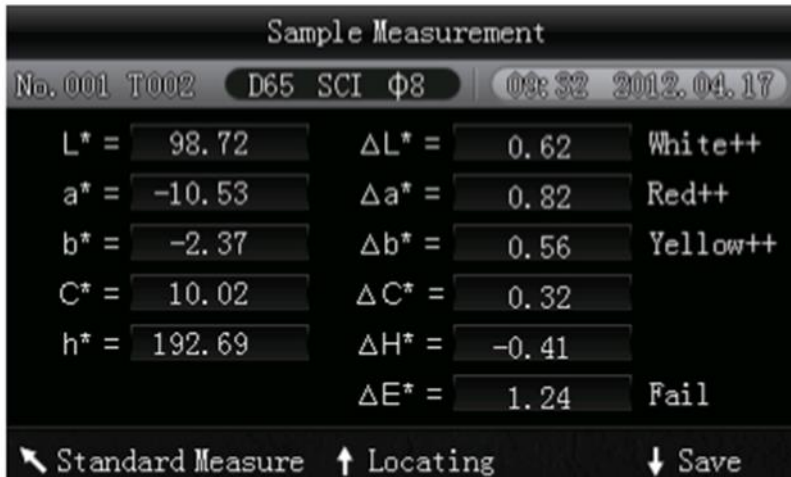 Sample Measurement
No. 001 T002 D65 SCI Φ8 09:32 2012.04.17
L* = 98.72 ΔL* = 0.62 White++
a* = -10.53 Δa* = 0.82 Red++
b* = -2.37 Δb* = 0.56 Yellow++
C* = 10.02 ΔC* = 0.32
h* = 192.69 ΔH* = -0.41
ΔE* = 1.24 Fail
↖ Standard Measure ↑ Locating ↓ Save